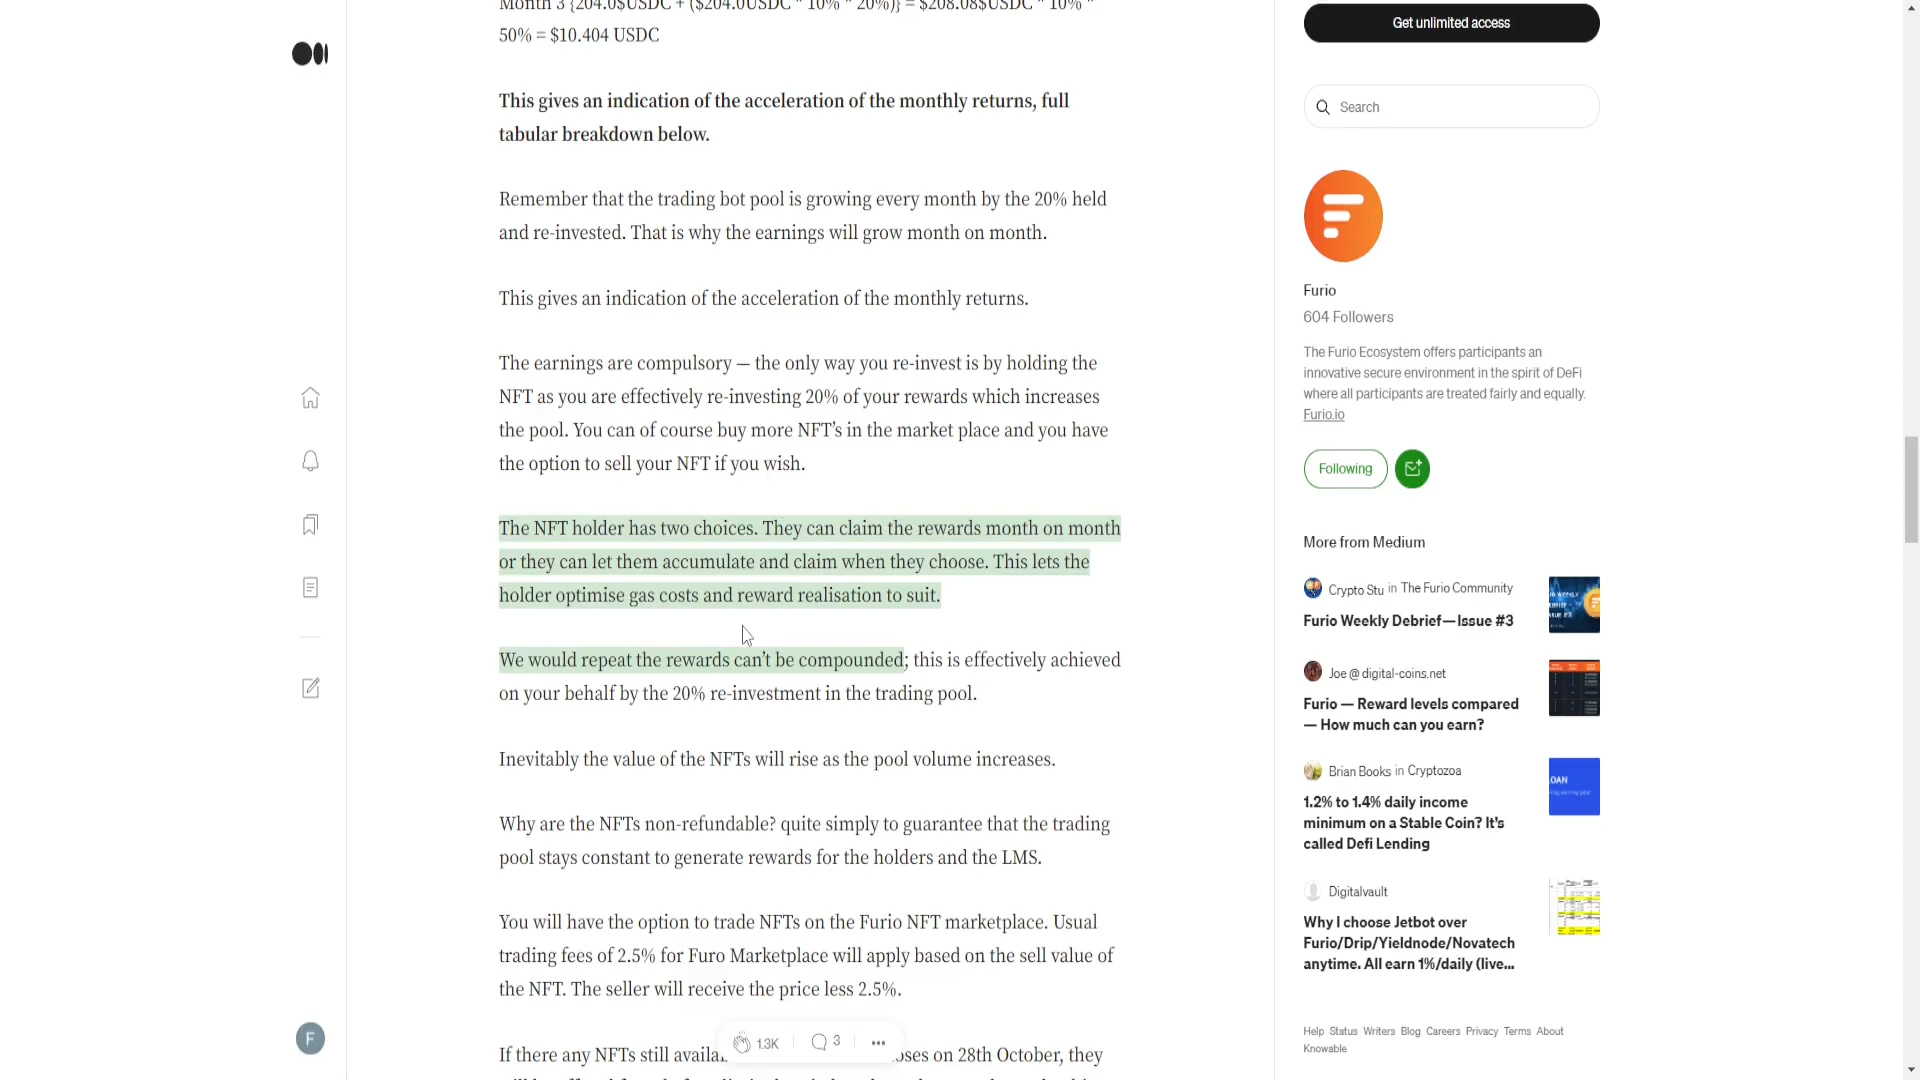 Month 3 {204.0$USDC + ($204.0USDC * 10% * 20%)} = $208.08$USDC * 10% *
50% = $10.404 USDC
This gives an indication of the acceleration of the monthly returns, full
tabular breakdown below.
Remember that the trading bot pool is growing every month by the 20% held
and re-invested. That is why the earnings will grow month on month.
This gives an indication of the acceleration of the monthly returns.
The earnings are compulsory — the only way you re-invest is by holding the
NFT as you are effectively re-investing 20% of your rewards which increases
the pool. You can of course buy more NFT’s in the market place and you have
the option to sell your NFT if you wish.
The NFT holder has two choices. They can claim the rewards month on month
or they can let them accumulate and claim when they choose. This lets the
holder optimise gas costs and reward realisation to suit.
We would repeat the rewards can’t be compounded; this is effectively achieved
on your behalf by the 20% re-investment in the trading pool.
Inevitably the value of the NFTs will rise as the pool volume increases.
Why are the NFTs non-refundable? quite simply to guarantee that the trading
pool stays constant to generate rewards for the holders and the LMS.
You will have the option to trade NFTs on the Furio NFT marketplace. Usual
trading fees of 2.5% for Furo Marketplace will apply based on the sell value of
the NFT. The seller will receive the price less 2.5%.
If there any NFTs still availa
oses on 28th October, they
1.3K
3
F
Get unlimited access
Search
Furio
604 Followers
The Furio Ecosystem offers participants an
innovative secure environment in the spirit of DeFi
where all participants are treated fairly and equally.
Furio.io
Following
More from Medium
Crypto Stu in The Furio Community
Furio Weekly Debrief—Issue #3
Joe @ digital-coins.net
Furio — Reward levels compared
— How much can you earn?
Brian Books in Cryptozoa
1.2% to 1.4% daily income
minimum on a Stable Coin? It’s
called Defi Lending
OAN
Digitalvault
Why I choose Jetbot over
Furio/Drip/Yieldnode/Novatech
anytime. All earn 1%/daily (live...
Help Status Writers Blog Careers Privacy Terms About
Knowable